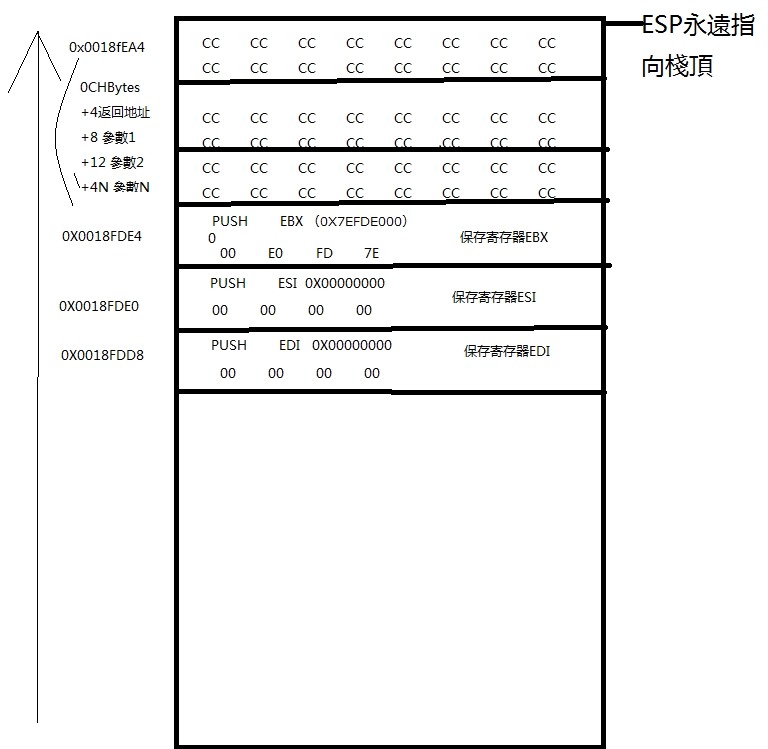 ESP永遠指
向棧頂
0x0018fEA4
CC CC CC CC CC CC CC CC
CC CC CC CC CC CC CC CC
0CHBytes
+4返回地址
+8 參數1
+12 參數2
+4N 參數N
CC CC CC CC CC CC CC CC
CC CC CC CC CC CC CC CC
CC CC CC CC CC CC CC CC
CC CC CC CC CC CC CC CC
0X0018FDE4
PUSH EBX （0X7EFDE000）
0
00 E0 FD 7E
保存寄存器EBX
0X0018FDE0
PUSH ESI 0X00000000
00 00 00 00
保存寄存器ESI
0X0018FDD8
PUSH EDI 0X00000000
00 00 00 00
保存寄存器EDI